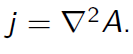 j = ∇²A.